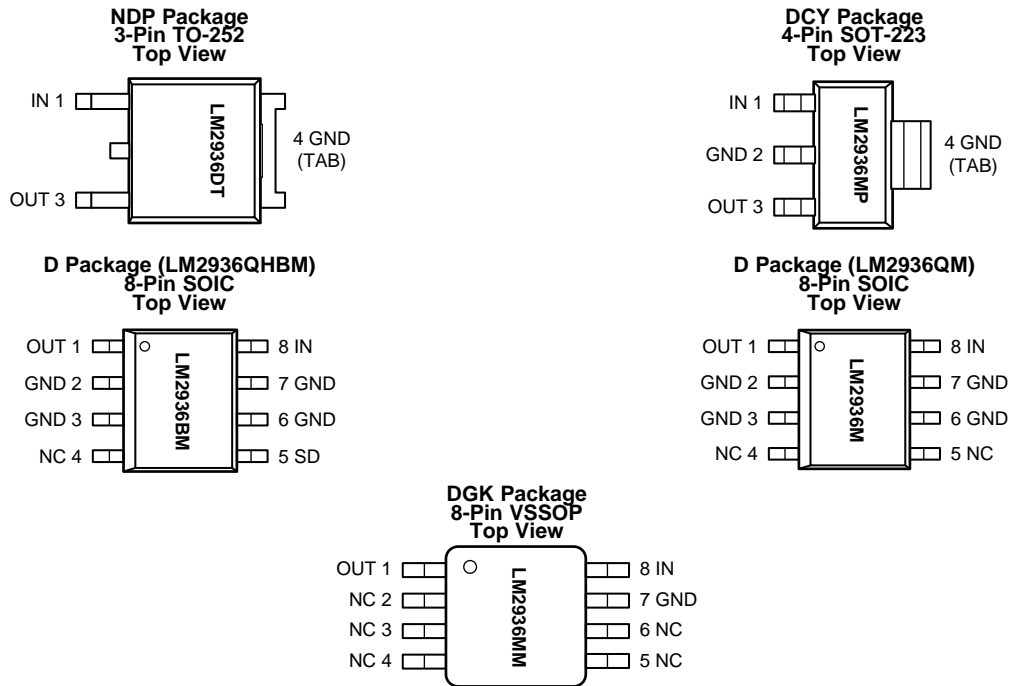 NDP Package
3-Pin TO-252
Top View
IN 1
OUT 3
LM2936DT
4 GND
(TAB)
DCY Package
4-Pin SOT-223
Top View
IN 1
GND 2
OUT 3
LM2936MP
4 GND
(TAB)
D Package (LM2936QHBM)
8-Pin SOIC
Top View
OUT 1
GND 2
GND 3
NC 4
LM2936BM
8 IN
7 GND
6 GND
5 SD
D Package (LM2936QM)
8-Pin SOIC
Top View
OUT 1
GND 2
GND 3
NC 4
LM2936M
8 IN
7 GND
6 GND
5 NC
DGK Package
8-Pin VSSOP
Top View
OUT 1
NC 2
NC 3
NC 4
LM2936MM
8 IN
7 GND
6 NC
5 NC